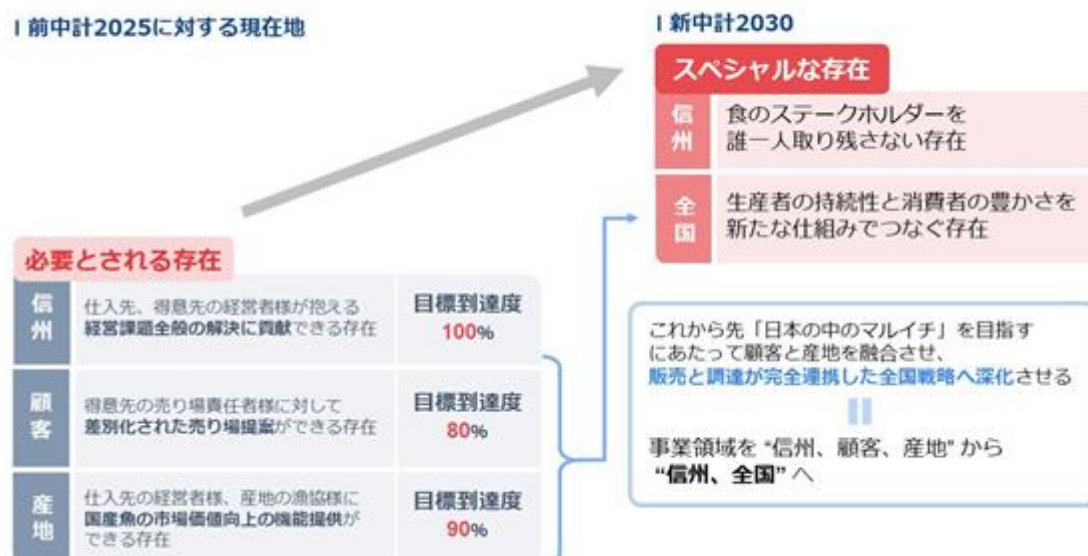 | 前中計2025に対する現在地
必要とされる存在
信州
仕入先、得意先の経営者様が抱える
経営課題全般の解決に貢献できる存在
目標到達度
100%
顧客
得意先の売り場責任者様に対して
差別化された売り場提案ができる存在
目標到達度
80%
産地
仕入先の経営者様、産地の漁協様に
国産魚の市場価値向上の機能提供が
できる存在
目標到達度
90%
| 新中計2030
スペシャルな存在
信州
食のステークホルダーを
誰一人取り残さない存在
全国
生産者の持続性と消費者の豊かさを
新たな仕組みでつなぐ存在
これから先「日本の中のマルイチ」を目指す
にあたって顧客と産地を融合させ、
販売と調達が完全連携した全国戦略へ深化させる
事業領域を “信州、顧客、産地” から
“信州、全国” へ